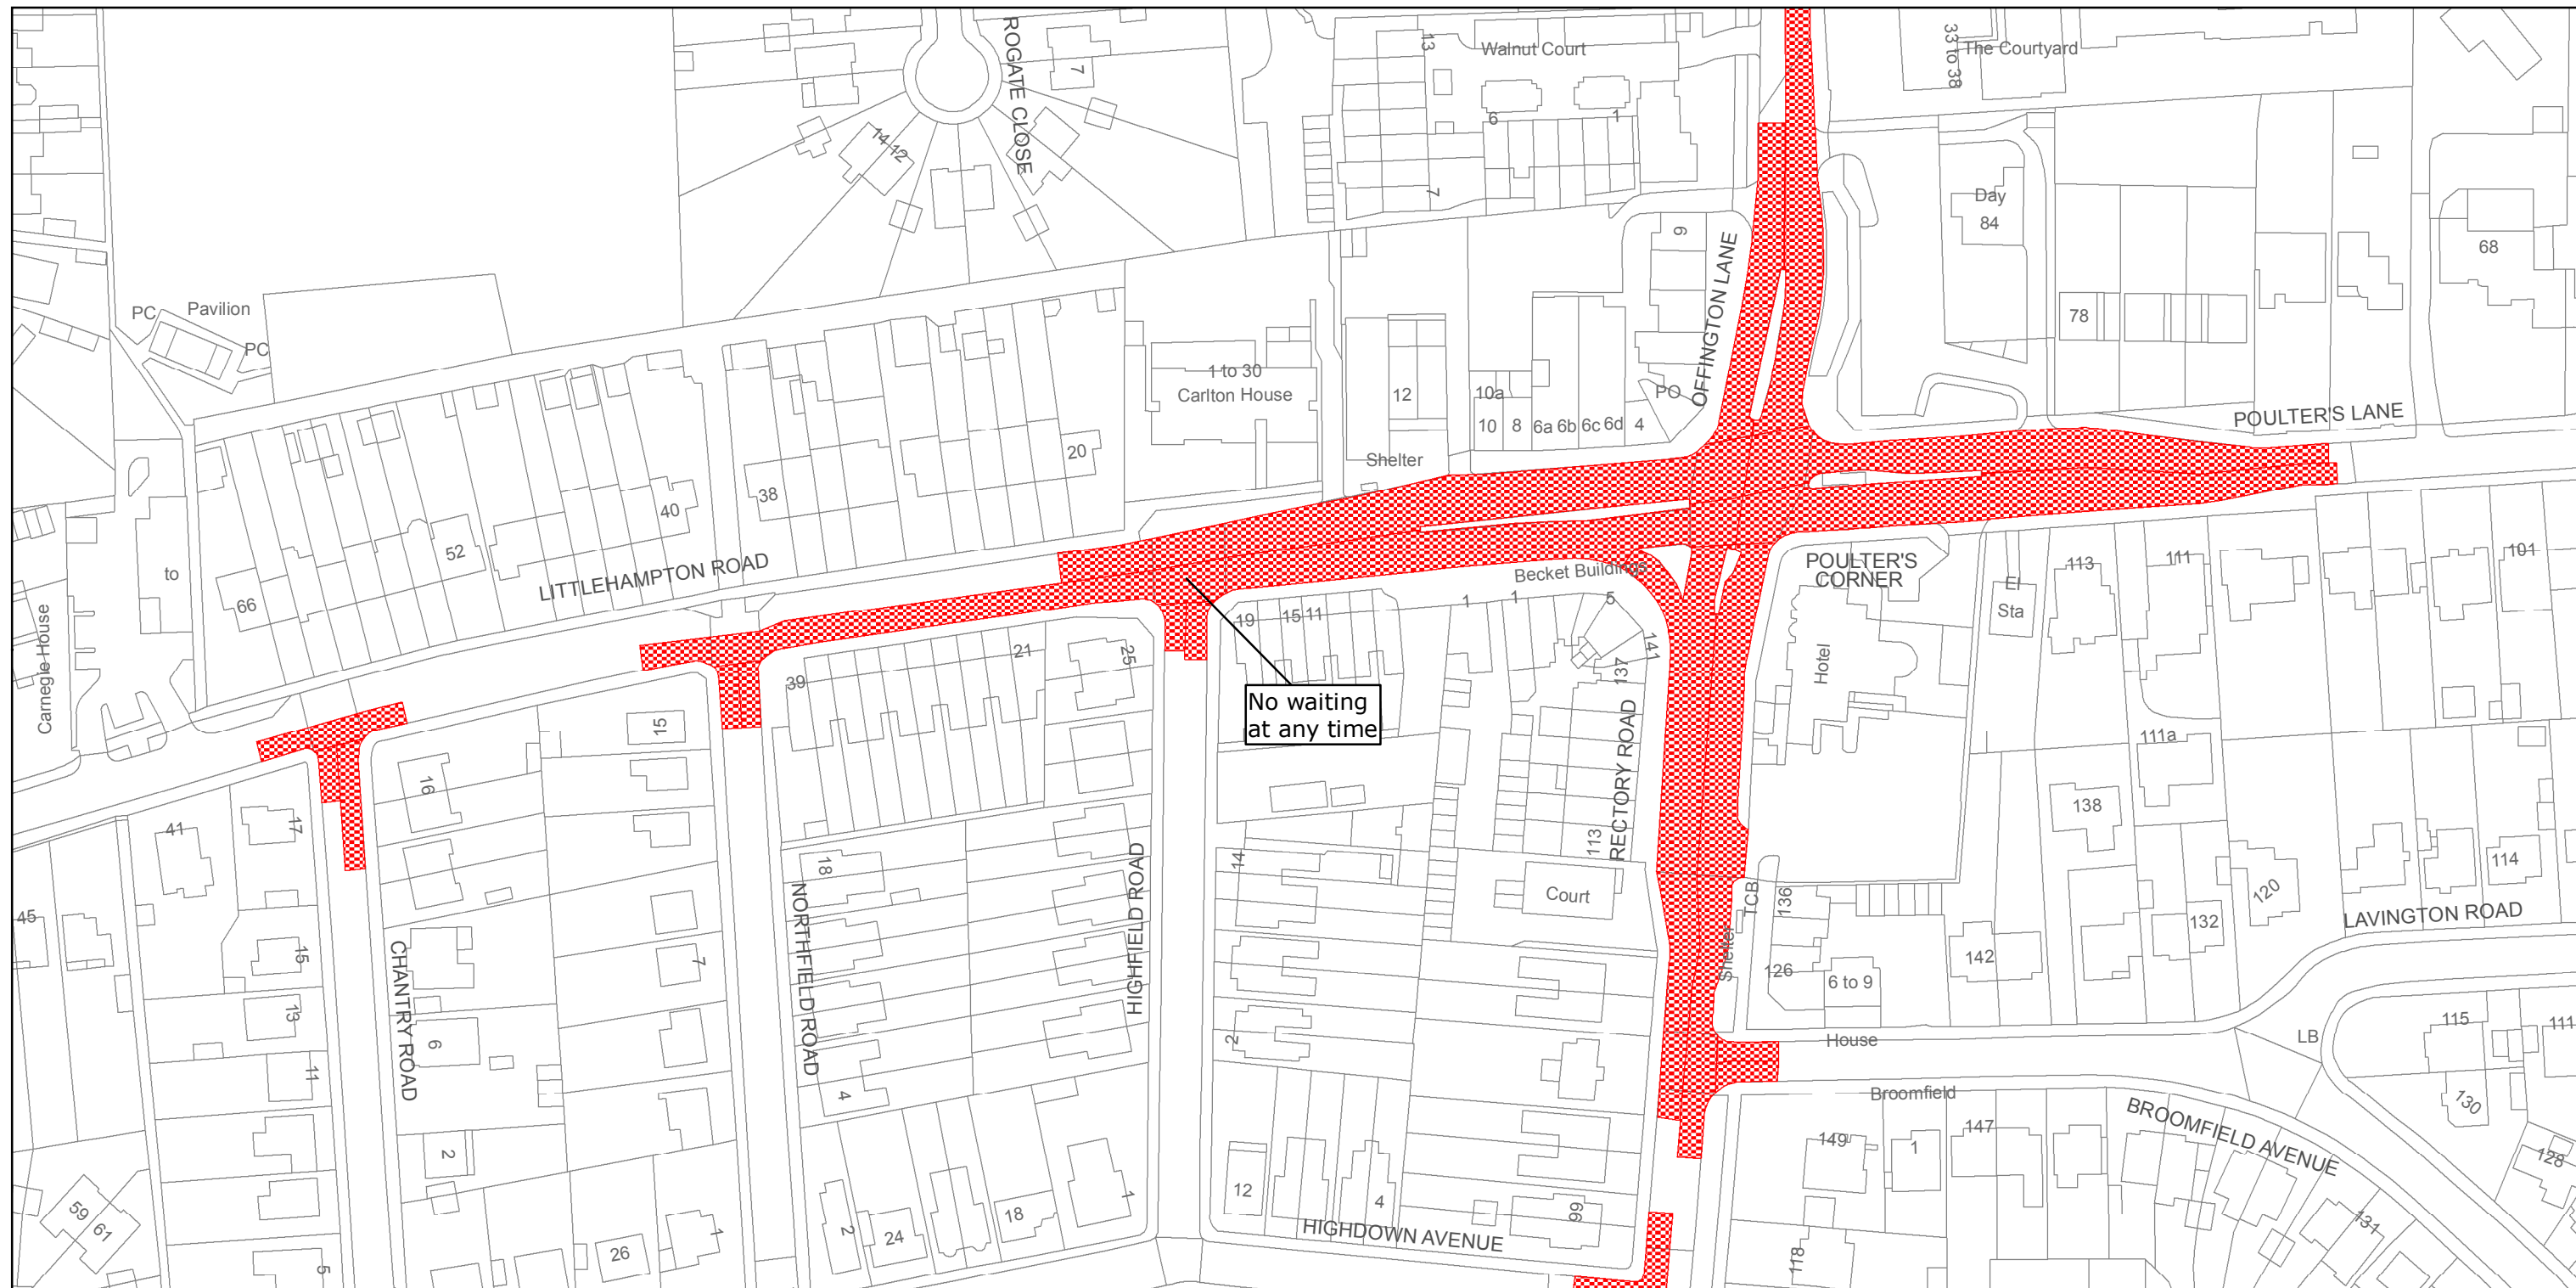 ROGATE CLOSE
7
13
Walnut Court
33 to 38
The Courtyard
14
12
6
1
7
Day
84
9
68
PC
Pavilion
PC
OFFINGTON LANE
78
1 to 30
Carlton House
12
10a
PO
POULTER'S LANE
10
8
6a
6b
6c
6d
4
20
Shelter
38
40
52
to
LITTLEHAMPTON ROAD
66
Carnegie House
Becket Buildings
POULTER'S
CORNER
El
Sta
113
111
101
19
15
11
1
1
5
141
137
Hotel
21
25
39
No waiting
at any time
15
16
RECTORY ROAD
111a
138
41
17
113
18
14
Court
TCB
136
114
120
132
LAVINGTON ROAD
45
CHANTRY ROAD
NORTHFIELD ROAD
HIGHFIELD ROAD
15
7
Shelter
126
142
6 to 9
13
6
2
House
LB
115
111
11
4
Broomfield
130
BROOMFIELD AVENUE
149
1
147
2
128
59
61
12
4
99
1
18
2
24
26
1
HIGHDOWN AVENUE
118
131
5